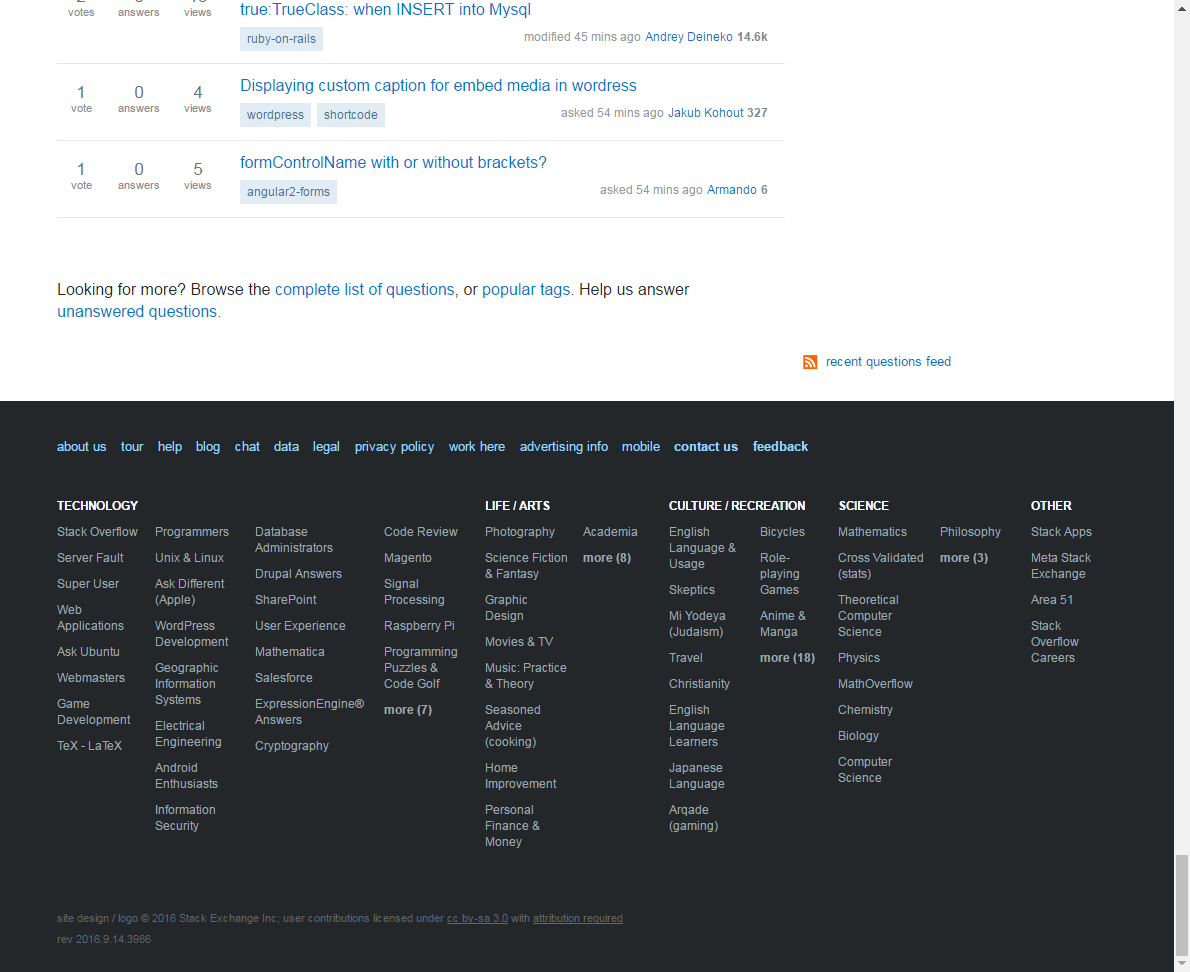 true:TrueClass: when INSERT into Mysql
votes answers views
ruby-on-rails
modified 45 mins ago Andrey Deineko 14.6k
1 0 4
vote answers views
Displaying custom caption for embed media in wordress
wordpress shortcode
asked 54 mins ago Jakub Kohout 327
1 0 5
vote answers views
formControlName with or without brackets?
angular2-forms
asked 54 mins ago Armando 6
Looking for more? Browse the complete list of questions, or popular tags. Help us answer
unanswered questions.
recent questions feed
about us tour help blog chat data legal privacy policy work here advertising info mobile contact us feedback
TECHNOLOGY
Stack Overflow
Server Fault
Super User
Web
Applications
Ask Ubuntu
Webmasters
Game
Development
TeX - LaTeX
Programmers
Unix & Linux
Ask Different
(Apple)
WordPress
Development
Geographic
Information
Systems
Electrical
Engineering
Android
Enthusiasts
Information
Security
Database
Administrators
Drupal Answers
SharePoint
User Experience
Mathematica
Salesforce
ExpressionEngine®
Answers
Cryptography
Code Review
Magento
Signal
Processing
Raspberry Pi
Programming
Puzzles &
Code Golf
more (7)
LIFE / ARTS
Photography
Science Fiction
& Fantasy
Graphic
Design
Movies & TV
Music: Practice
& Theory
Seasoned
Advice
(cooking)
Home
Improvement
Personal
Finance &
Money
Academia
more (8)
CULTURE / RECREATION
English
Language &
Usage
Skeptics
Mi Yodeya
(Judaism)
Travel
Christianity
English
Language
Learners
Japanese
Language
Arqade
(gaming)
Bicycles
Role-
playing
Games
Anime &
Manga
more (18)
SCIENCE
Mathematics
Cross Validated
(stats)
Theoretical
Computer
Science
Physics
MathOverflow
Chemistry
Biology
Computer
Science
Philosophy
more (3)
OTHER
Stack Apps
Meta Stack
Exchange
Area 51
Stack
Overflow
Careers
site design / logo © 2016 Stack Exchange Inc; user contributions licensed under cc by-sa 3.0 with attribution required
rev 2016.9.14.3986